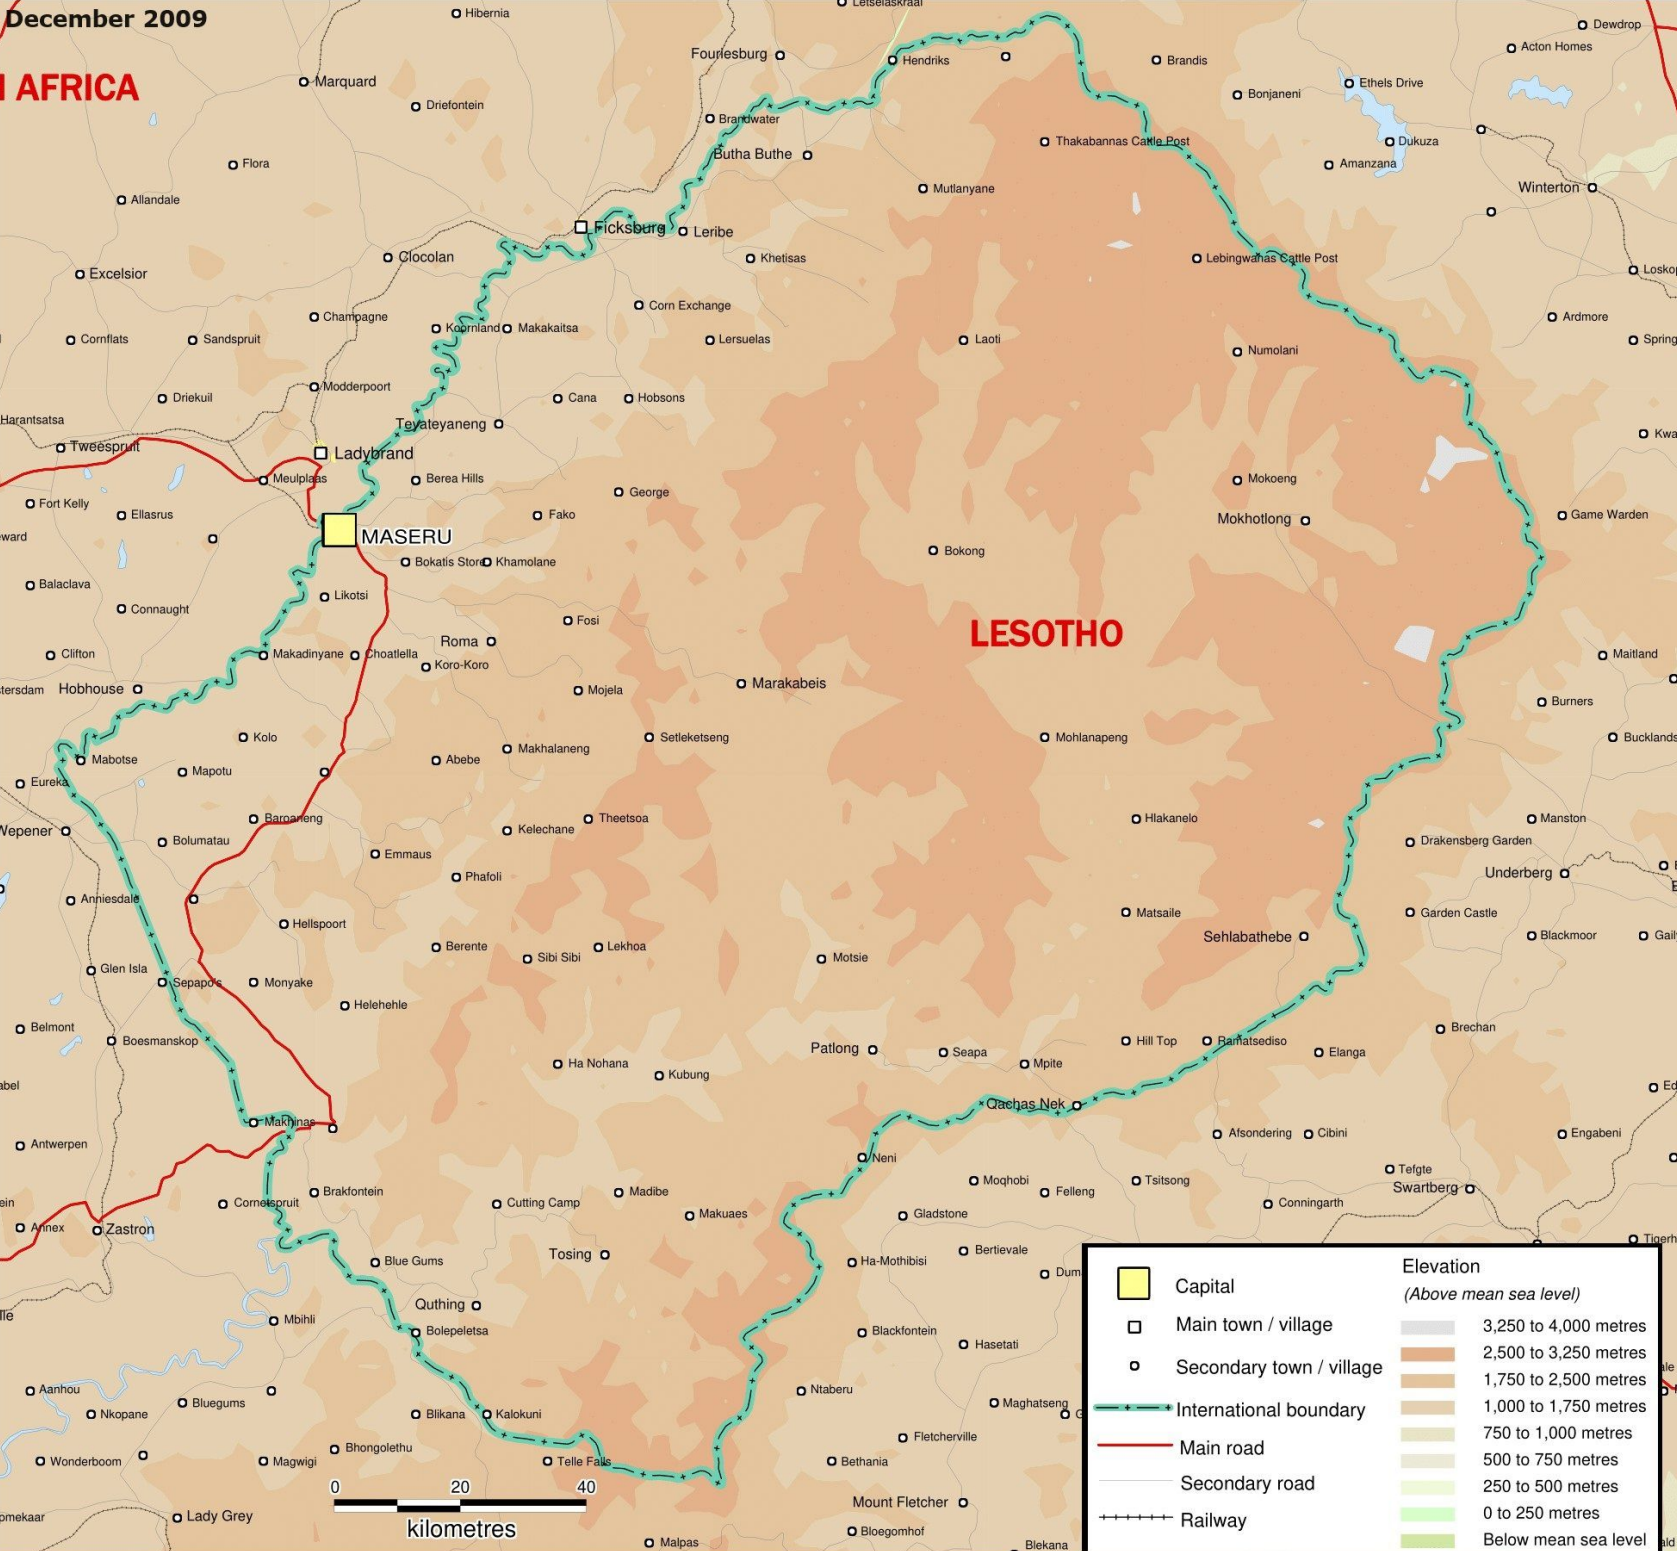 December 2009
Hibernia
Letselaskraal
Dewdrop
Acton Homes
Fouriesburg
Hendriks
Brandis
AFRICA
Marquard
Ethels Drive
Bonjaneni
Driefontein
Brandwater
Thakabannas Cattle Post
Dukuza
Butha Buthe
Flora
Amanzana
Winterton
Mutlanyane
Allandale
Ficksburg
Leribe
Clocolan
Khetisas
Lebingwanas Cattle Post
Excelsior
Corn Exchange
Champagne
Ardmore
Koornland
Makakaitsa
Cornflats
Sandspruit
Lersuelas
Laoti
Numolani
Modderpoort
Driekuil
Cana
Hobsons
Harantsatsa
Teyateyaneng
Tweespruit
Ladybrand
Meulplaas
Berea Hills
Mokoeng
George
Fort Kelly
Ellasrus
Fako
Mokhotlong
Game Warden
MASERU
Bokong
Bokatis Store
Khamolane
Balaclava
Likotsi
Connaught
Fosi
LESOTHO
Roma
Clifton
Makadinyane
Choatlella
Koro-Koro
Maitland
Hobhouse
Mojela
Marakabeis
Burners
Kolo
Setleketseng
Mohlanapeng
Bucklands
Makhalaneng
Mabotse
Abebe
Mapotu
Eureka
Baroaneng
Theetsoa
Hlakanelo
Manston
Wepener
Kelechane
Bolumatau
Drakensberg Garden
Emmaus
Underberg
Phafoli
Anniesdale
Matsaile
Garden Castle
Hellspoort
Sehlabathebe
Blackmoor
Berente
Lekhoa
Sibi Sibi
Motsie
Glen Isla
Sepapo's
Monyake
Helehehle
Belmont
Brechan
Boesmanskop
Patlong
Seapa
Hill Top
Ramatsediso
Elanga
Ha Nohana
Mpite
Kubung
Qachas Nek
Makhinas
Afsondering
Cibini
Engabeni
Antwerpen
Neni
Tefgte
Moqhobi
Tsitsong
Swartberg
Brakfontein
Madibe
Felleng
Cornetspruit
Cutting Camp
Conningarth
Makuaes
Gladstone
Annex
Zastron
Bertievale
Tosing
Blue Gums
Ha-Mothibisi
Quthing
Mbihli
Bolepeletsa
Blackfontein
Hasetati
Aanhou
Ntaberu
Bluegums
Maghatseng
Nkopane
Blikana
Kalokuni
Fletcherville
Bhongolethu
Wonderboom
Magwigi
Telle Falls
Bethania
Mount Fletcher
Lady Grey
Bloegomhof
Malpas
Blekana
0 20 40
kilometres
Capital
Main town / village
Secondary town / village
International boundary
Main road
Secondary road
Railway
Elevation
(Above mean sea level)
3,250 to 4,000 metres
2,500 to 3,250 metres
1,750 to 2,500 metres
1,000 to 1,750 metres
750 to 1,000 metres
500 to 750 metres
250 to 500 metres
0 to 250 metres
Below mean sea level